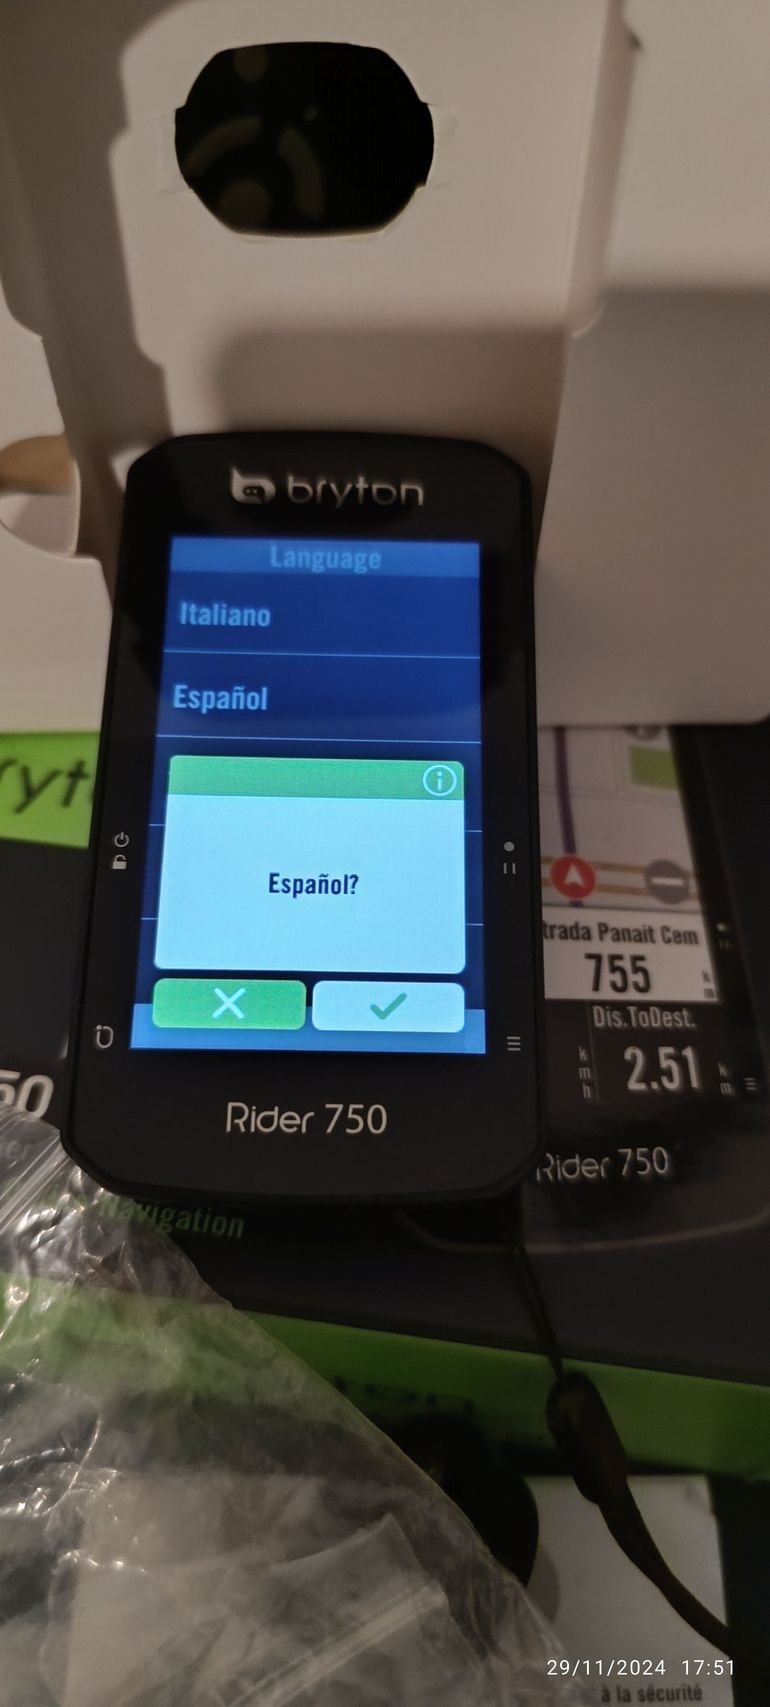 bryton
Language
Italiano
Español
Español?
Rider 750
trada Panait Cem
755
k
m
Dis.ToDest.
k
m
h
2.51
k
m
Rider 750
50
Navigation
29/11/2024 17:51
à la sécurité